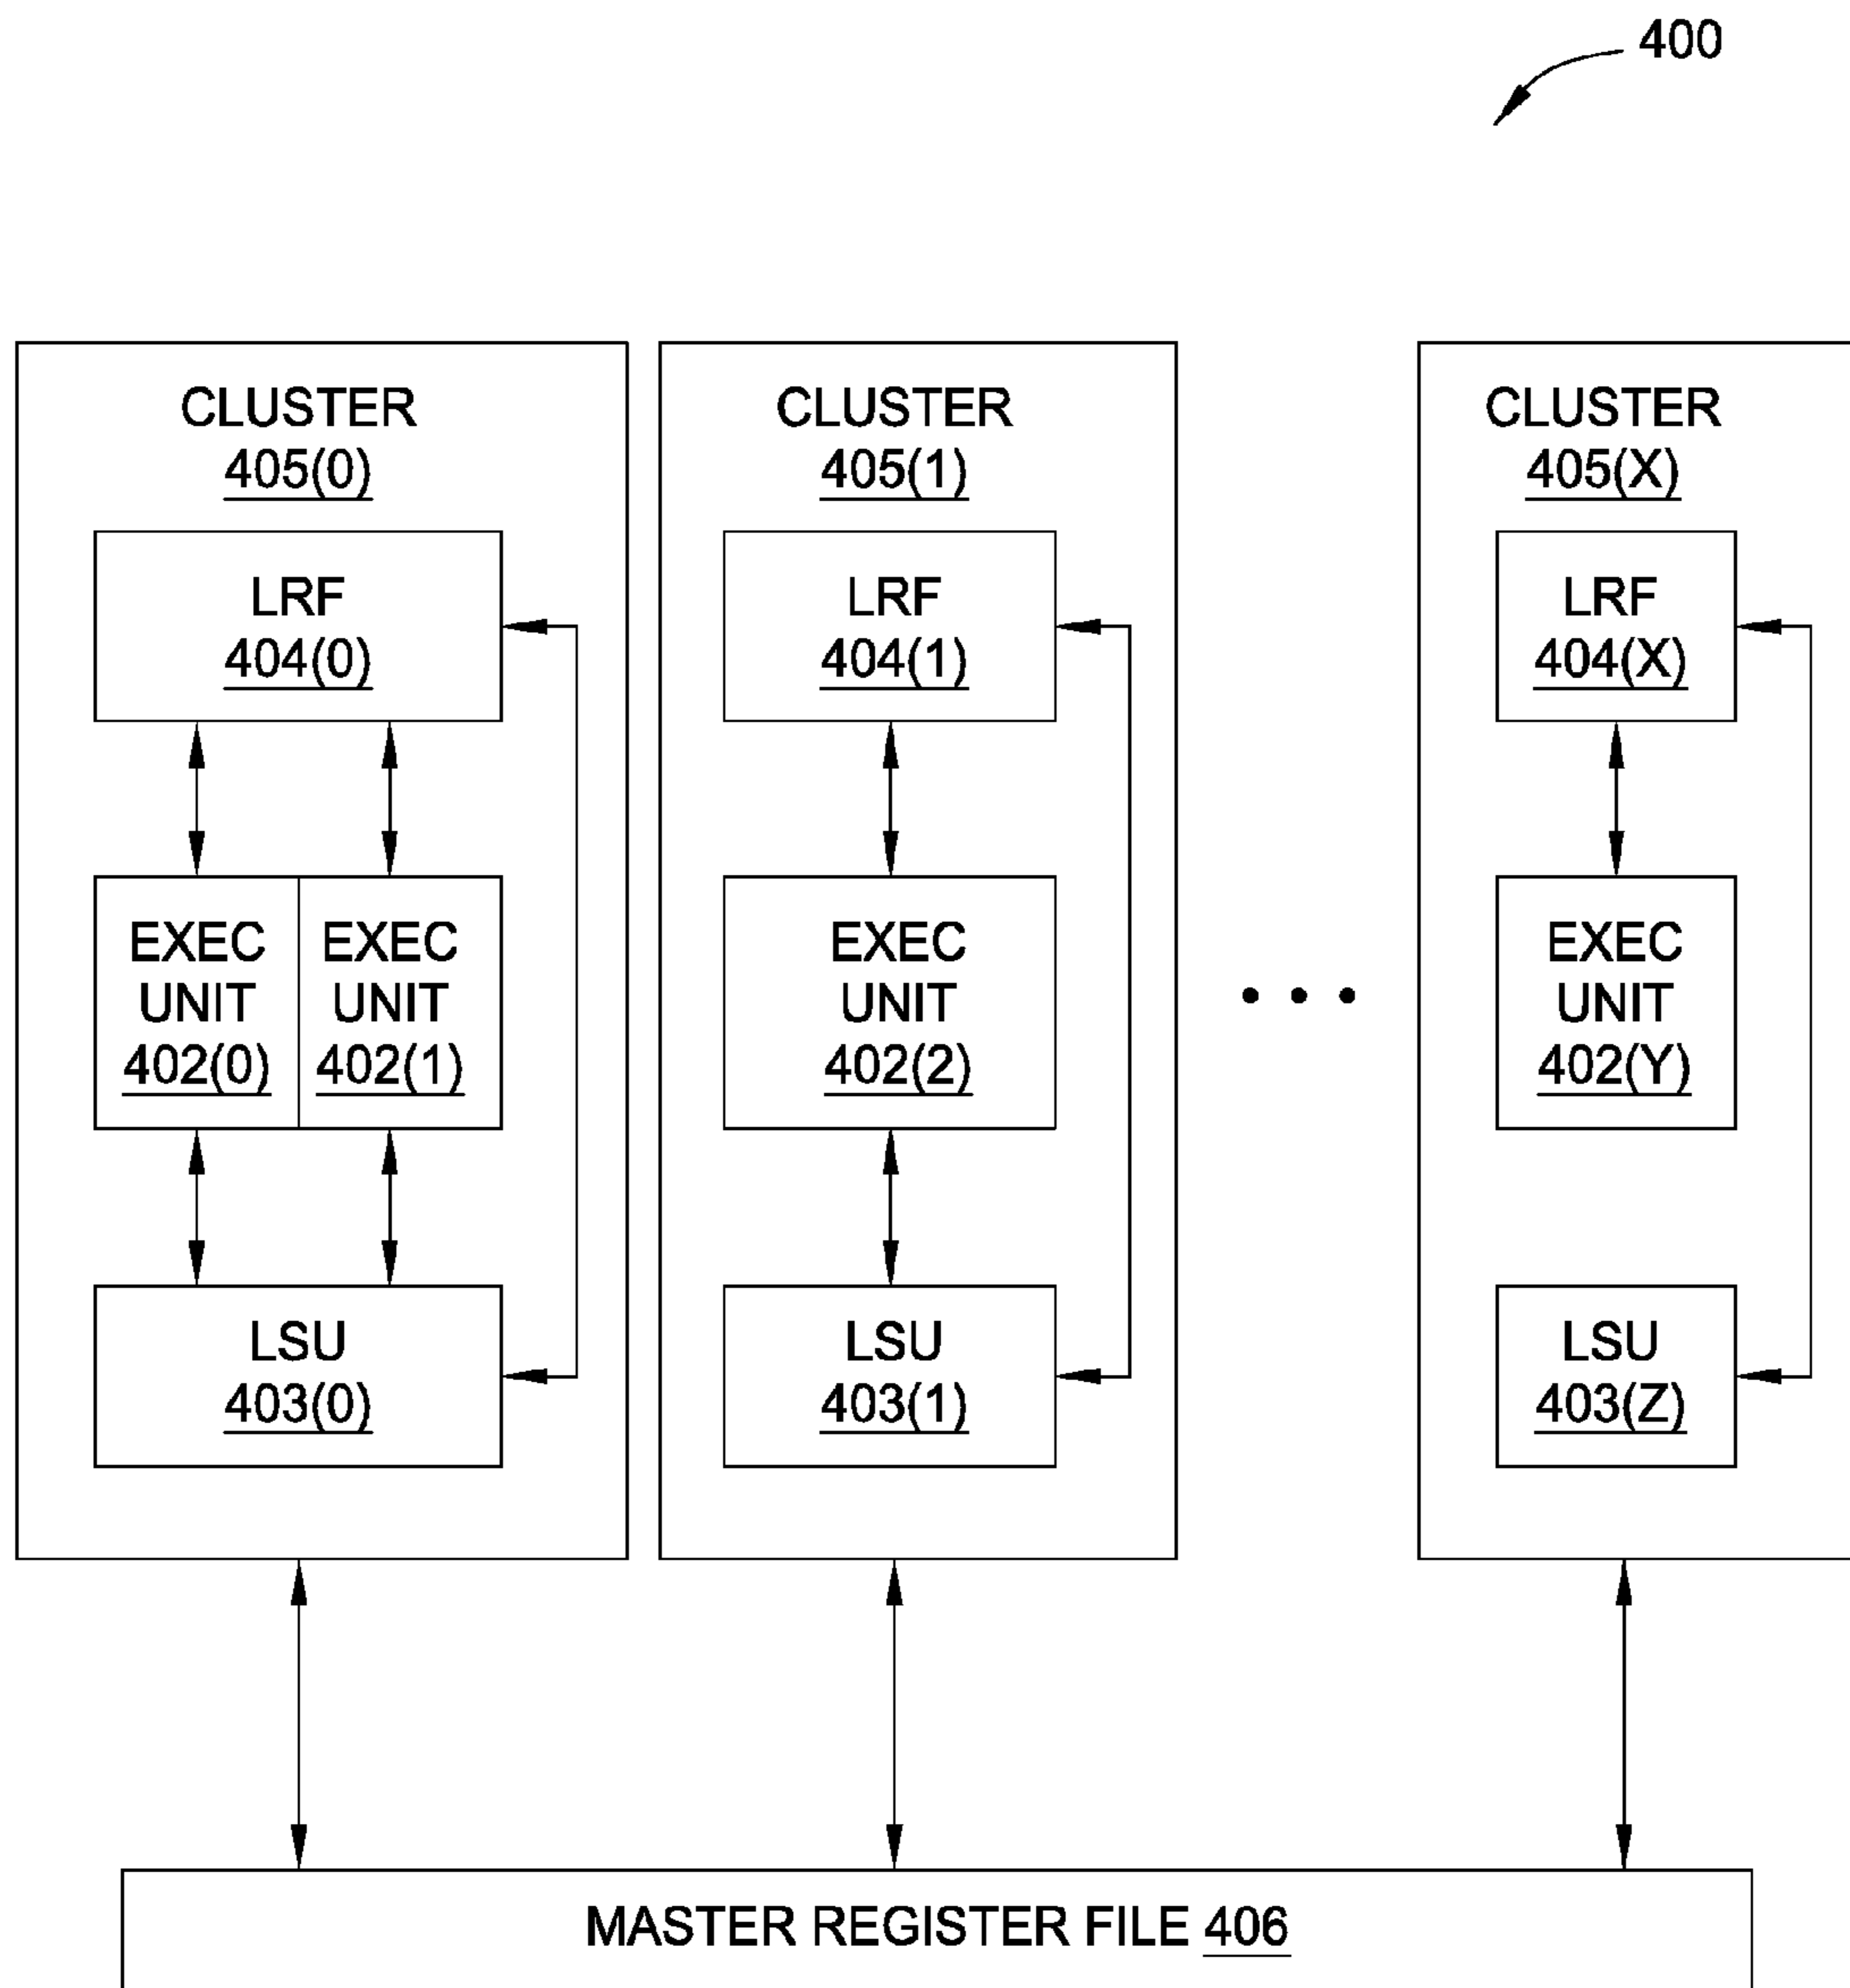 400
CLUSTER
405(0)
LRF
404(0)
EXEC
UNIT
402(0)
EXEC
UNIT
402(1)
LSU
403(0)
CLUSTER
405(1)
LRF
404(1)
EXEC
UNIT
402(2)
LSU
403(1)
CLUSTER
405(X)
LRF
404(X)
EXEC
UNIT
402(Y)
LSU
403(Z)
MASTER REGISTER FILE 406